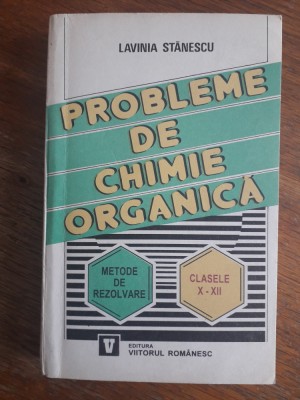 LAVINIA STĂNESCU
PROBLEME
DE
CHIMIE
ORGANICĂ
METODE
DE
REZOLVARE
CLASELE
X-XII
V
EDITURA
VIITORUL ROMÂNESC